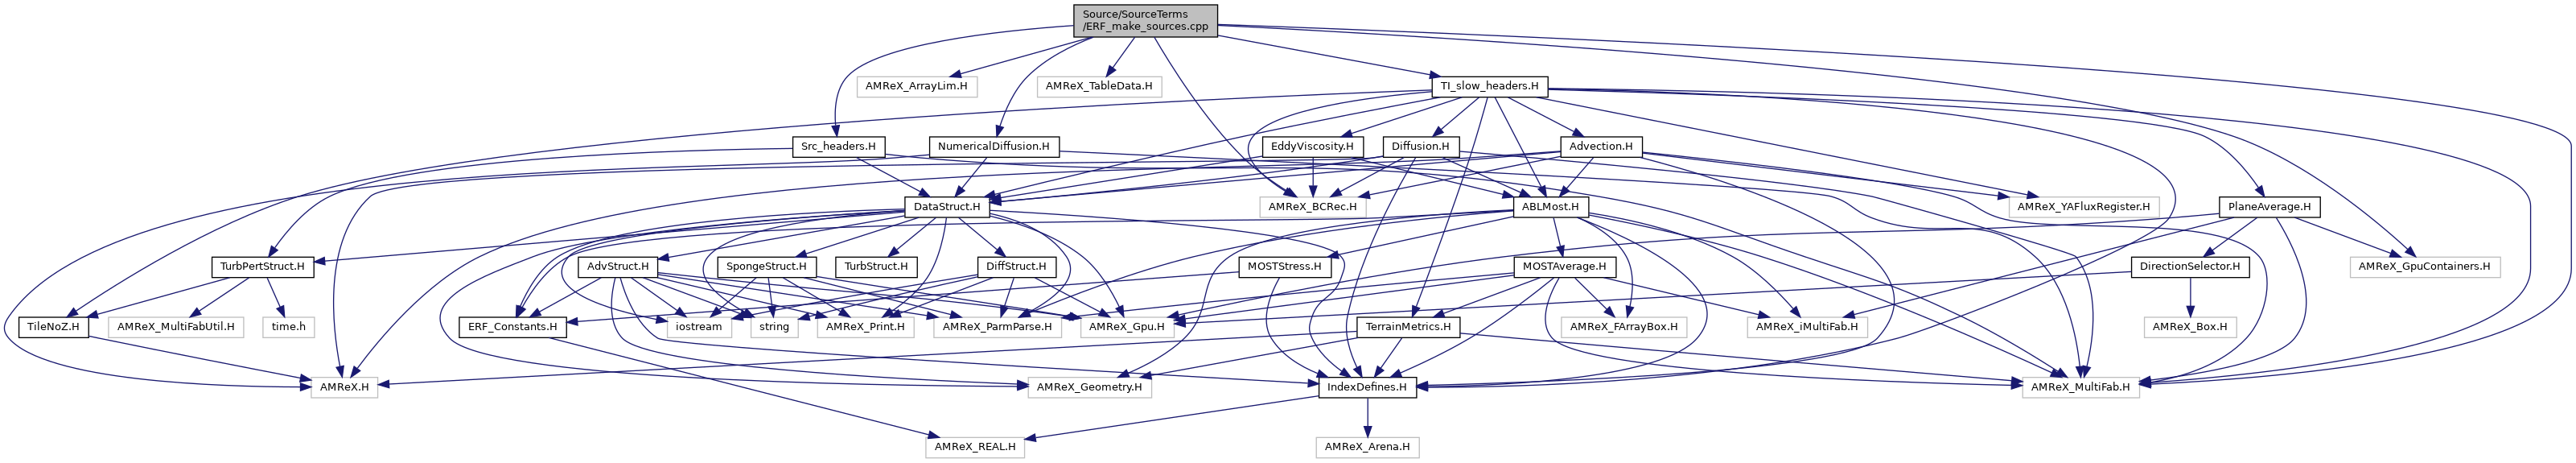 Source/SourceTerms
/ERF_make_sources.cpp
AMReX_ArrayLim.H
AMReX_TableData.H
TI_slow_headers.H
Src_headers.H
NumericalDiffusion.H
EddyViscosity.H
Diffusion.H
Advection.H
DataStruct.H
AMReX_BCRec.H
ABLMost.H
AMReX_YAFluxRegister.H
PlaneAverage.H
TurbPertStruct.H
AdvStruct.H
SpongeStruct.H
TurbStruct.H
DiffStruct.H
MOSTStress.H
MOSTAverage.H
DirectionSelector.H
AMReX_GpuContainers.H
TileNoZ.H
AMReX_MultiFabUtil.H
time.h
ERF_Constants.H
iostream
string
AMReX_Print.H
AMReX_ParmParse.H
AMReX_Gpu.H
TerrainMetrics.H
AMReX_FArrayBox.H
AMReX_iMultiFab.H
AMReX_Box.H
AMReX.H
AMReX_Geometry.H
IndexDefines.H
AMReX_MultiFab.H
AMReX_REAL.H
AMReX_Arena.H